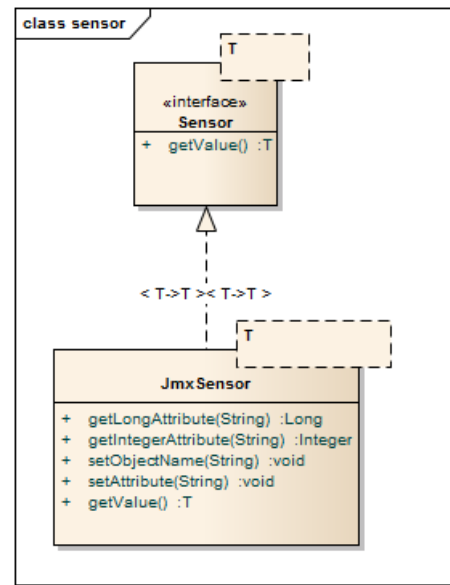 class sensor
T
«interface»
Sensor
+ getValue() :T
< T->T >< T->T >
T
JmxSensor
+ getLongAttribute(String) :Long
+ getIntegerAttribute(String) :Integer
+ setObjectName(String) :void
+ setAttribute(String) :void
+ getValue() :T